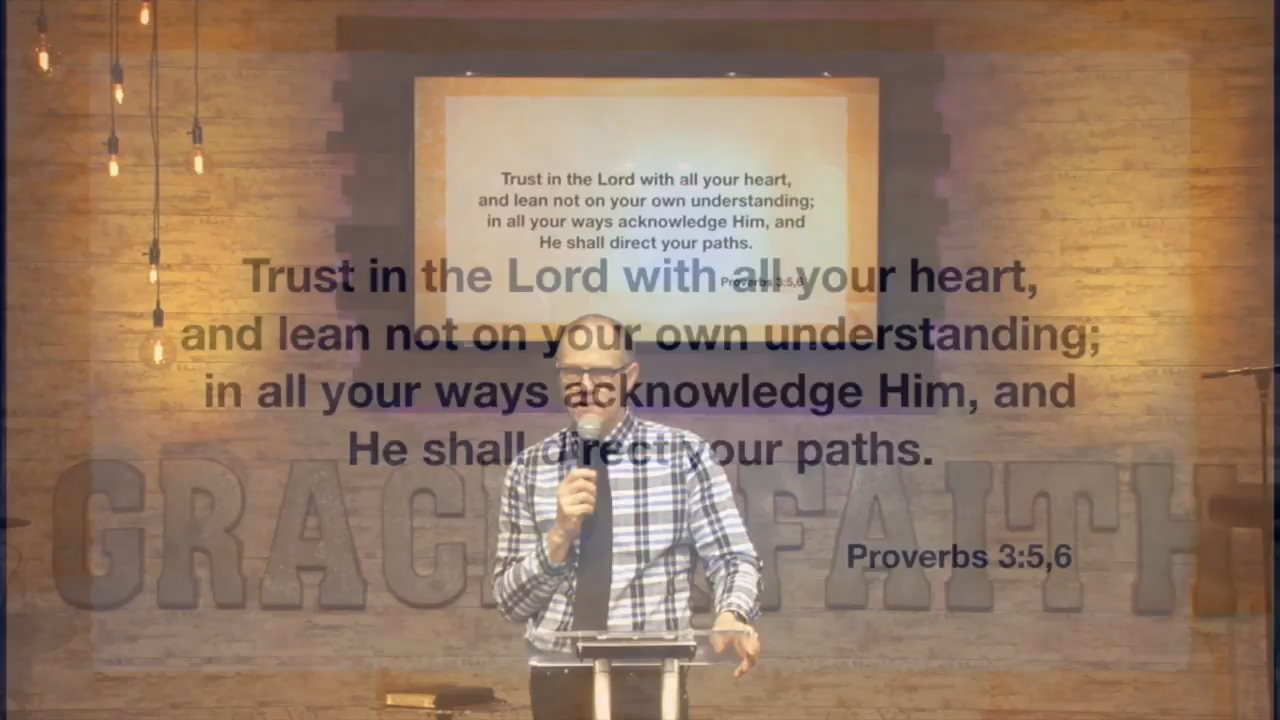 Trust in the Lord with all your heart,
and lean not on your own understanding;
in all your ways acknowledge Him, and
He shall direct your paths.
Proverbs 3:5,6
Trust in the Lord with all your heart,
and lean not on your own understanding;
in all your ways acknowledge Him, and
He shall direct your paths.
Proverbs 3:5,6
GRACE FAITH